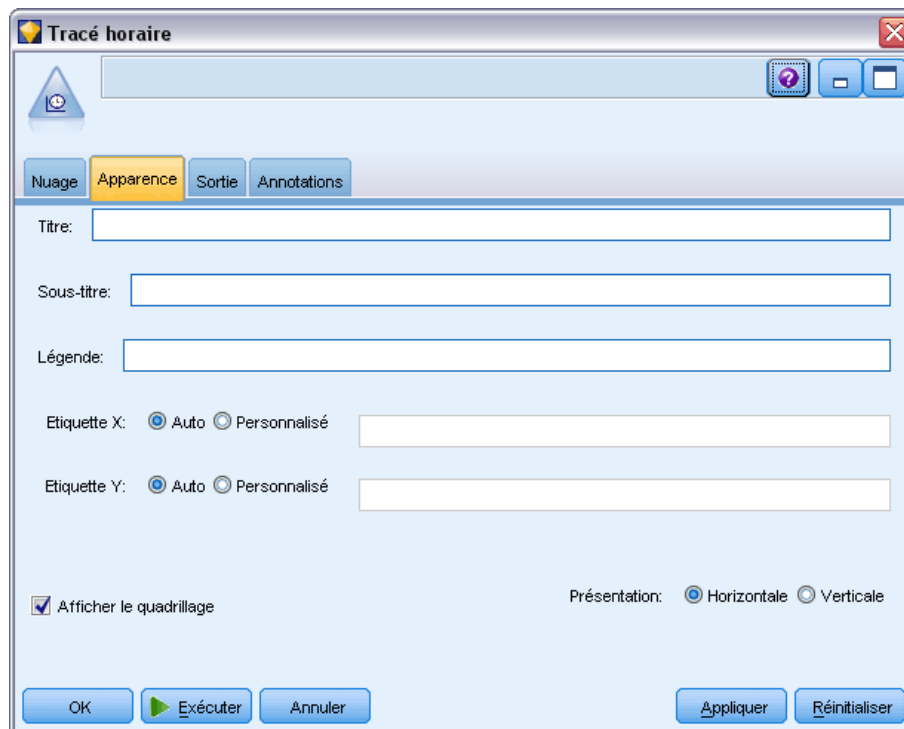 Tracé horaire
Nuage Apparence Sortie Annotations
Titre:
Sous-titre:
Légende:
Etiquette X: Auto Personnalisé
Etiquette Y: Auto Personnalisé
Afficher le quadrillage Présentation: Horizontale Verticale
OK Exécuter Annuler Appliquer Réinitialiser